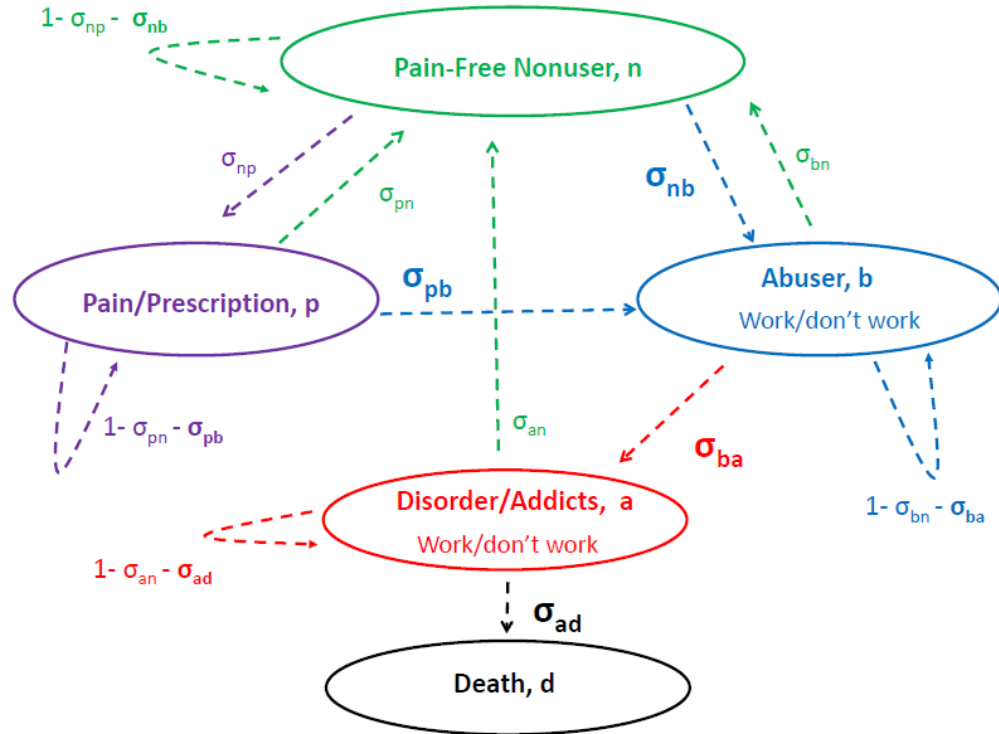 1- σnp - σnb
Pain-Free Nonuser, n
σnp
σpn
σnb
σbn
Pain/Prescription, p
σpb
Abuser, b
Work/don't work
1- σpn - σpb
σan
σba
1- σbn - σba
Disorder/Addicts, a
Work/don't work
1- σan - σad
σad
Death, d